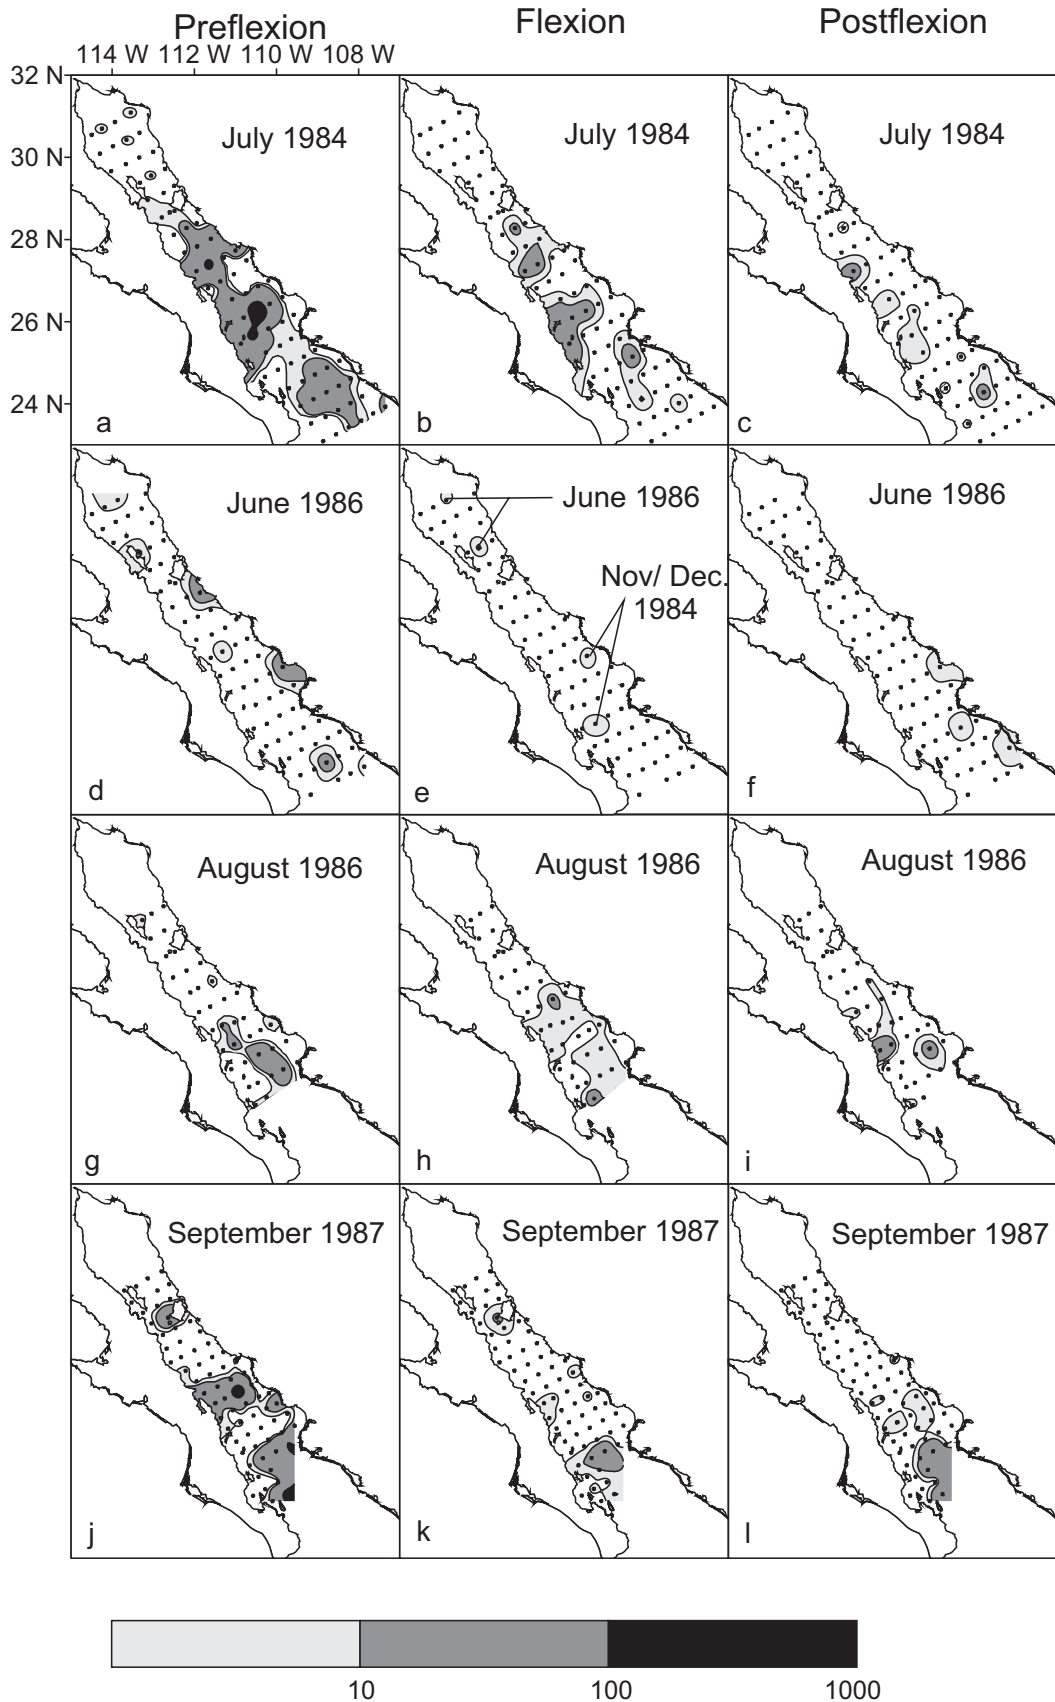 Preflexion Flexion Postflexion
114 W 112 W 110 W 108 W
32 N
30 N
28 N
26 N
24 N
July 1984 July 1984 July 1984
a b c
June 1986 June 1986 June 1986
Nov/ Dec.
1984
d e f
August 1986 August 1986 August 1986
g h i
September 1987 September 1987 September 1987
j k l
10 100 1000